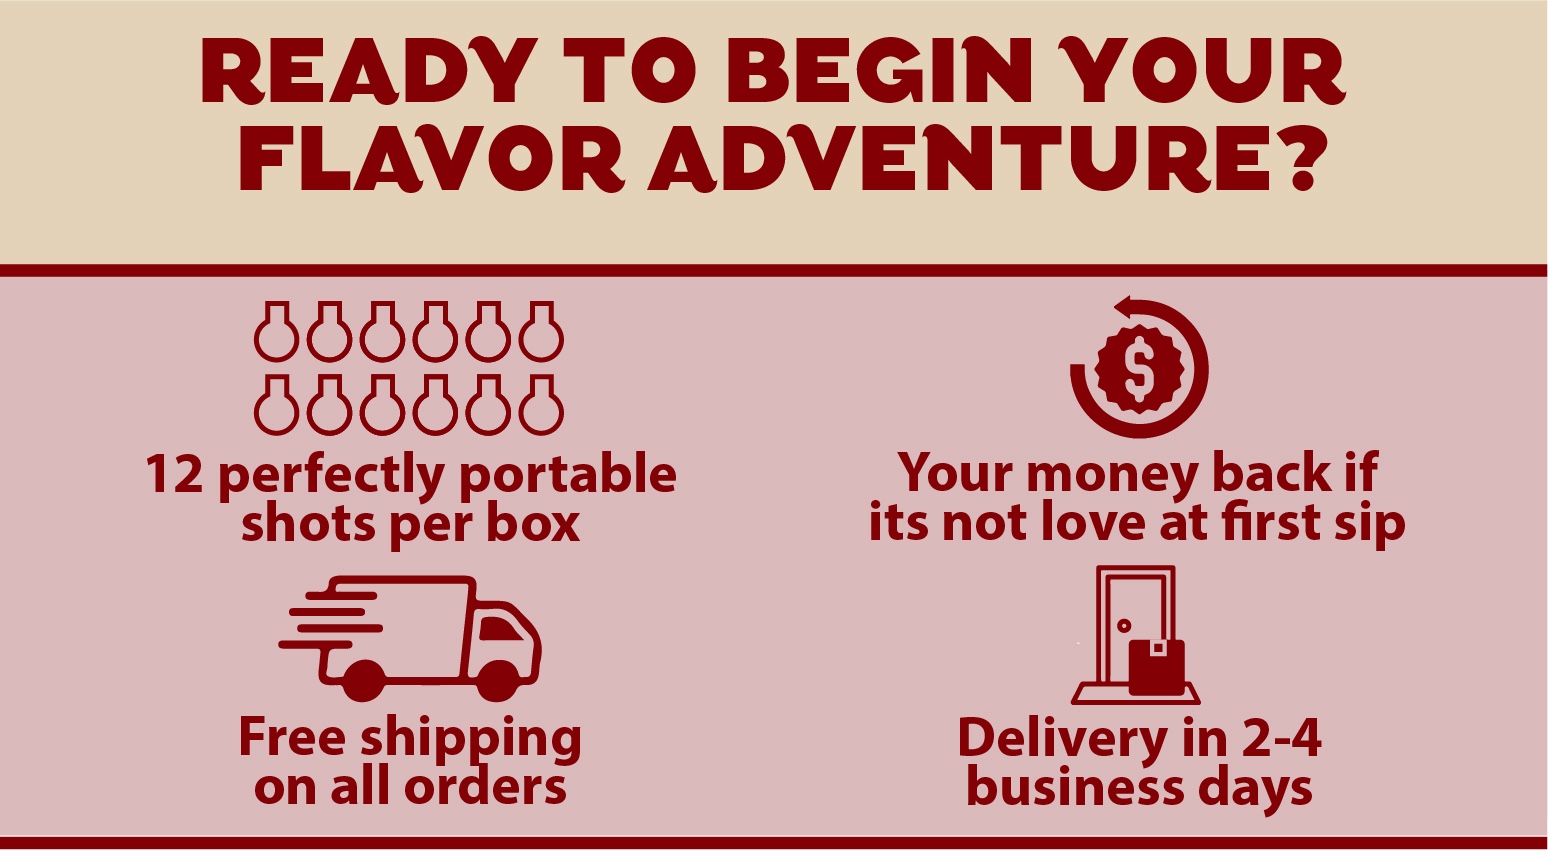 READY TO BEGIN YOUR
FLAVOR ADVENTURE?
12 perfectly portable
shots per box
Your money back if
its not love at first sip
Free shipping
on all orders
Delivery in 2-4
business days